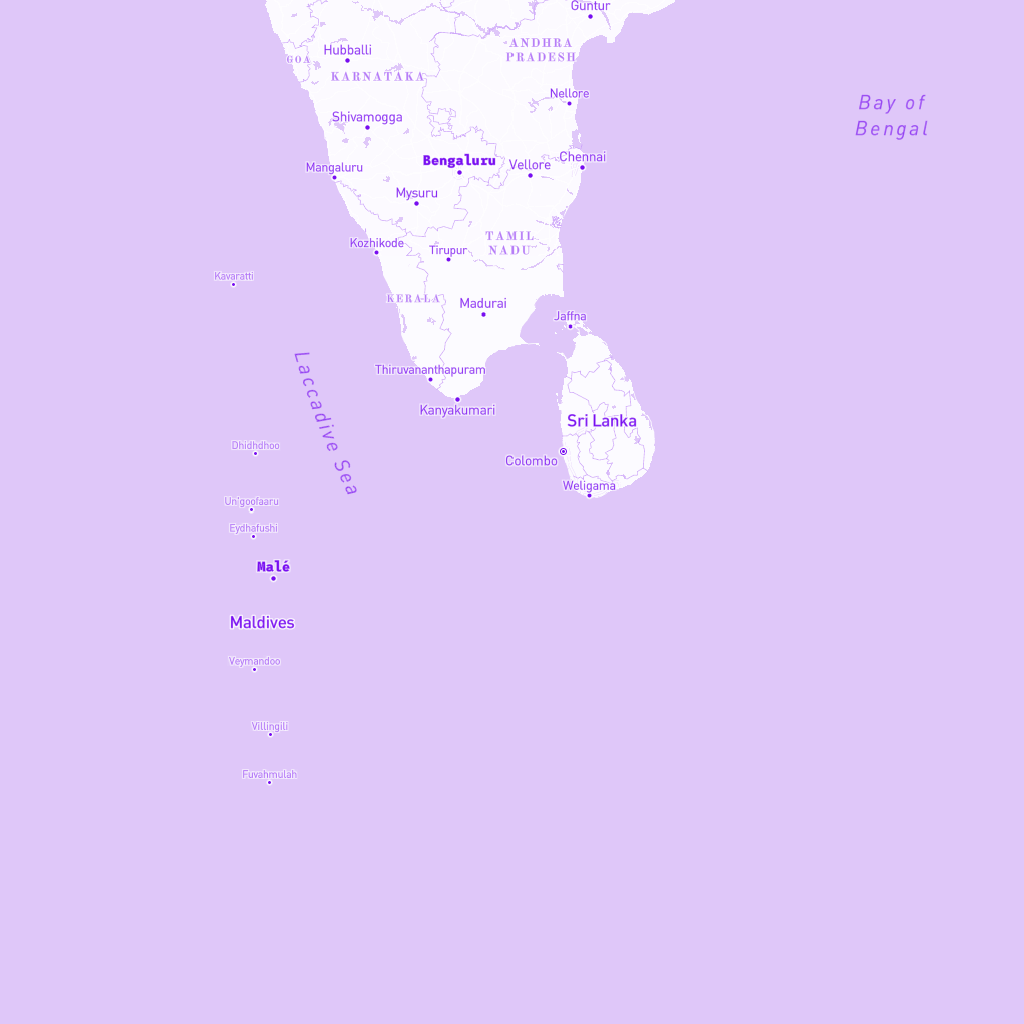 Guntur
ANDHRA
PRADESH
Hubballi
GOA
KARNATAKA
Nellore
Bay of
Bengal
Shivamogga
Bengaluru
Vellore
Chennai
Mangaluru
Mysuru
TAMIL
NADU
Kozhikode
Tirupur
Kavaratti
KERALA
Madurai
Jaffna
Laccadive Sea
Thiruvananthapuram
Kanyakumari
Sri Lanka
Dhidhdhoo
Colombo
Weligama
Un'goofaaru
Eydhafushi
Malé
Maldives
Veymandoo
Villingili
Fuvahmulah